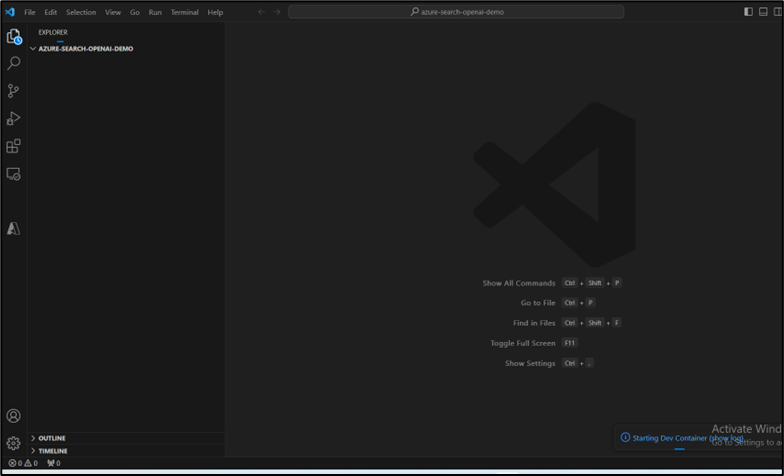 File Edit Selection View Go Run Terminal Help
azure-search-openai-demo
EXPLORER
AZURE-SEARCH-OPENAI-DEMO
Show All Commands Ctrl + Shift + P
Go to File Ctrl + P
Find in Files Ctrl + Shift + F
Toggle Full Screen F11
Show Settings Ctrl + ,
OUTLINE
TIMELINE
Activate Wind
Starting Dev Container (show log)
Go to Settings to a
0 0 0